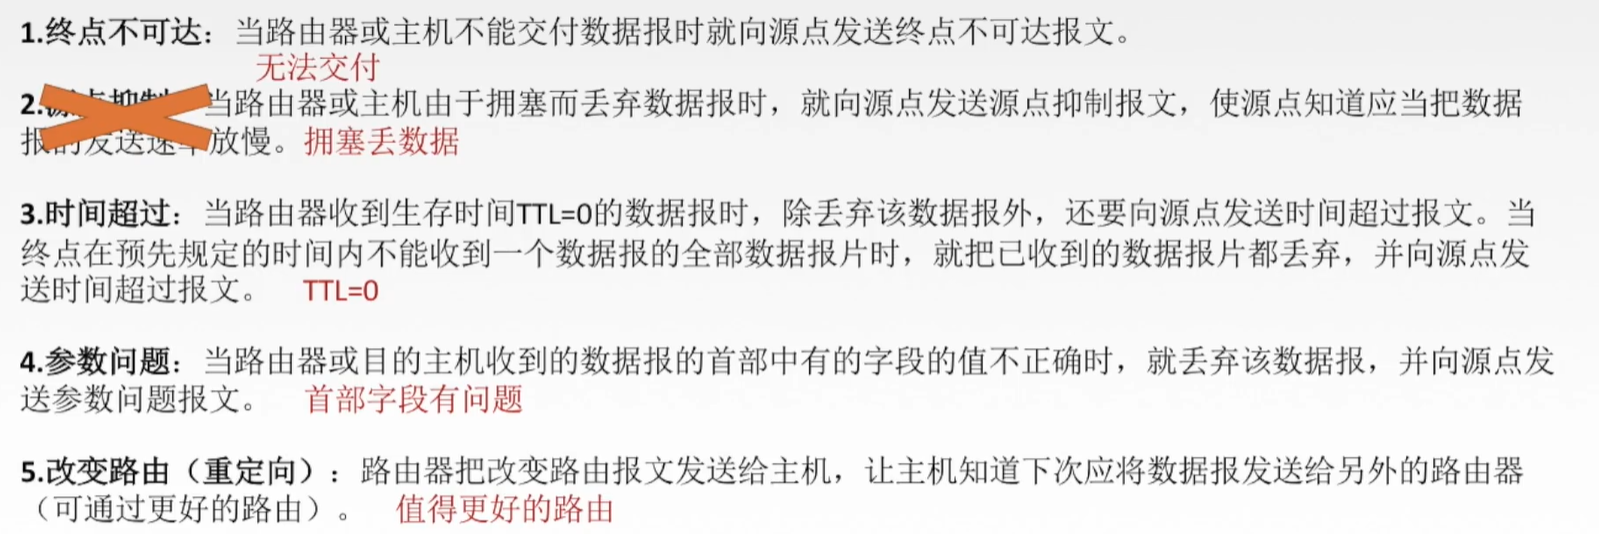 1.终点不可达：当路由器或主机不能交付数据报时就向源点发送终点不可达报文。
无法交付
2.源点抑制：当路由器或主机由于拥塞而丢弃数据报时，就向源点发送源点抑制报文，使源点知道应当把数据
报的发送速率放慢。拥塞丢数据
3.时间超过：当路由器收到生存时间TTL=0的数据报时，除丢弃该数据报外，还要向源点发送时间超过报文。当
终点在预先规定的时间内不能收到一个数据报的全部数据报片时，就把已收到的数据报片都丢弃，并向源点发
送时间超过报文。 TTL=0
4.参数问题：当路由器或目的主机收到的数据报的首部中有的字段的值不正确时，就丢弃该数据报，并向源点发
送参数问题报文。 首部字段有问题
5.改变路由（重定向）：路由器把改变路由报文发送给主机，让主机知道下次应将数据报发送给另外的路由器
（可通过更好的路由）。 值得更好的路由